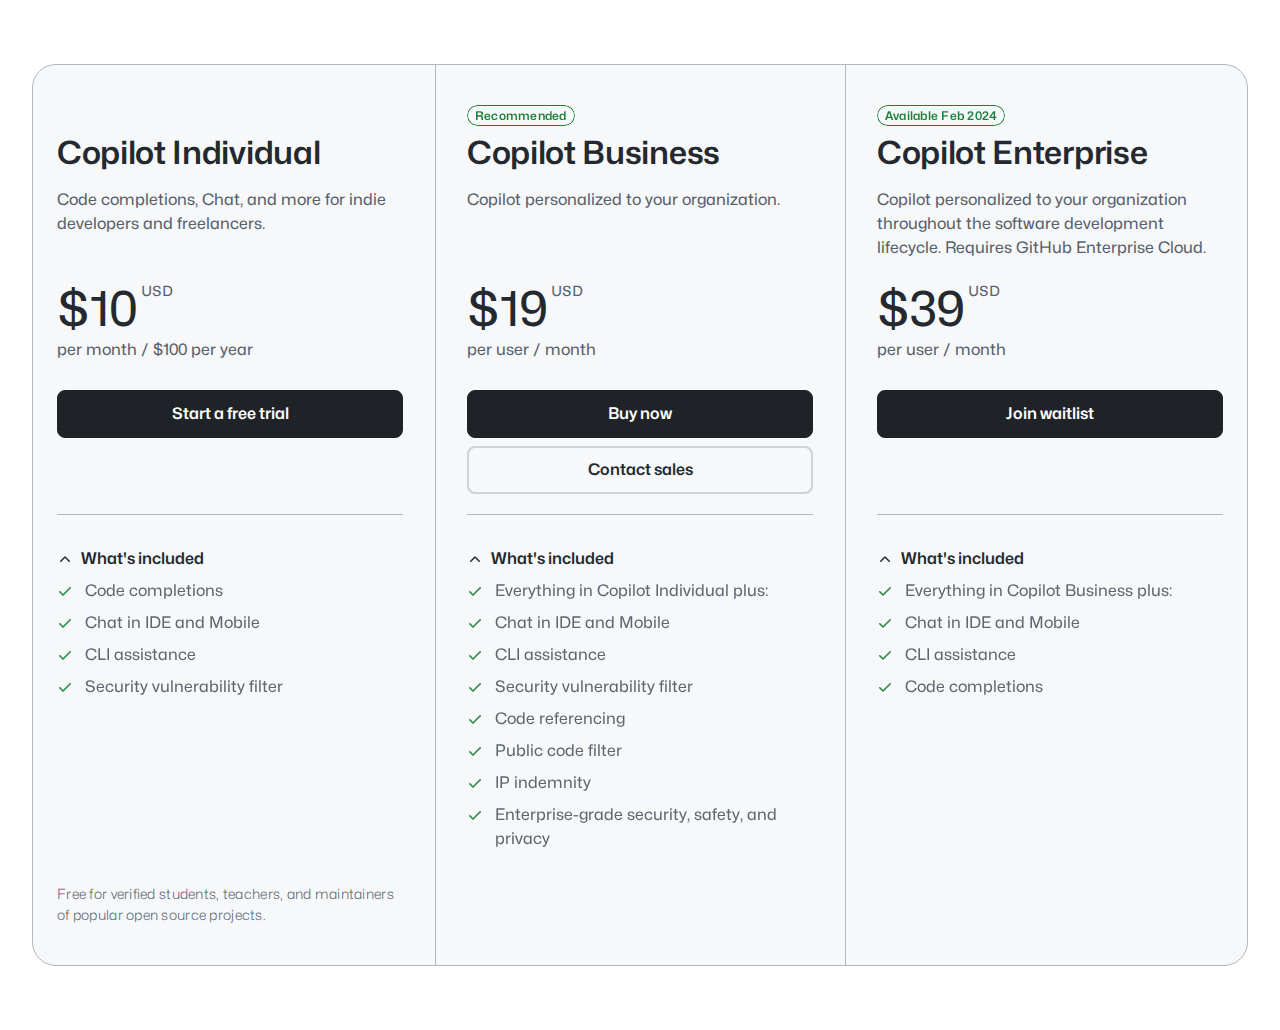 Copilot Individual
Code completions, Chat, and more for indie
developers and freelancers.
$10 USD
per month / $100 per year
Start a free trial
What's included
Code completions
Chat in IDE and Mobile
CLI assistance
Security vulnerability filter
Free for verified students, teachers, and maintainers
of popular open source projects.
Recommended
Copilot Business
Copilot personalized to your organization.
$19 USD
per user / month
Buy now
Contact sales
What's included
Everything in Copilot Individual plus:
Chat in IDE and Mobile
CLI assistance
Security vulnerability filter
Code referencing
Public code filter
IP indemnity
Enterprise-grade security, safety, and
privacy
Available Feb 2024
Copilot Enterprise
Copilot personalized to your organization
throughout the software development
lifecycle. Requires GitHub Enterprise Cloud.
$39 USD
per user / month
Join waitlist
What's included
Everything in Copilot Business plus:
Chat in IDE and Mobile
CLI assistance
Code completions